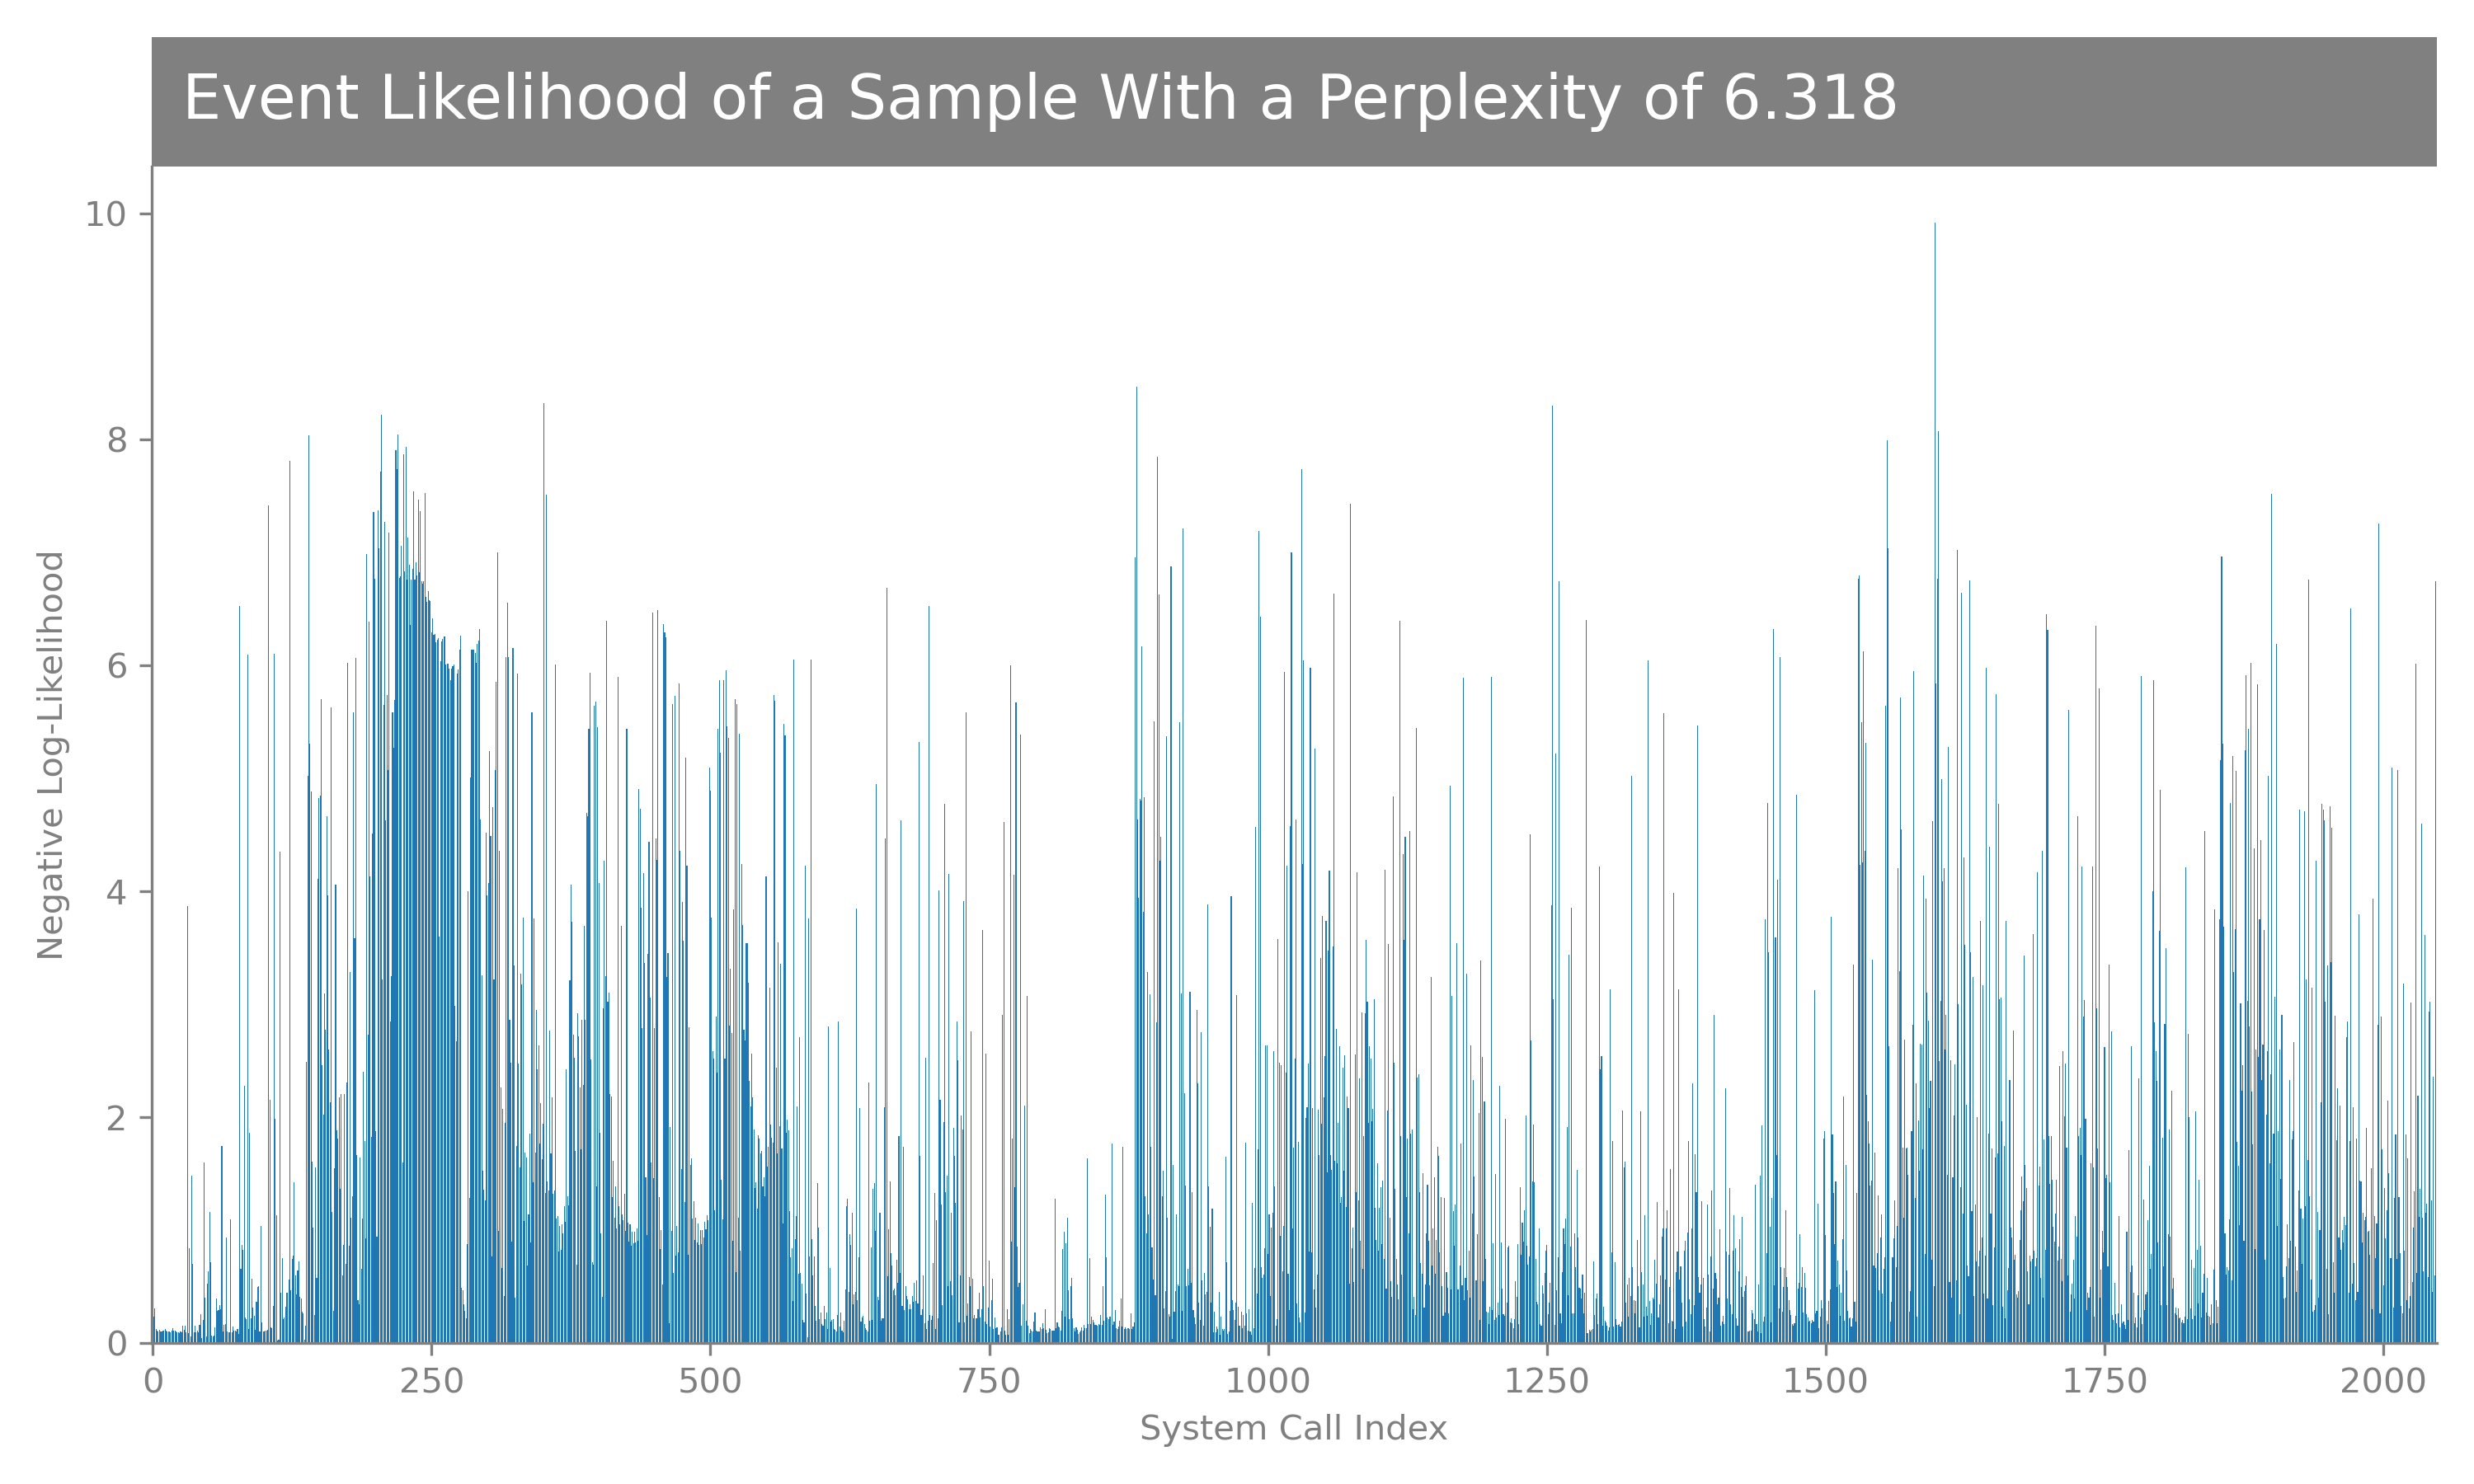 Event Likelihood of a Sample With a Perplexity of 6.318
10
8
6
4
2
0
Negative Log-Likelihood
0 250 500 750 1000 1250 1500 1750 2000
System Call Index